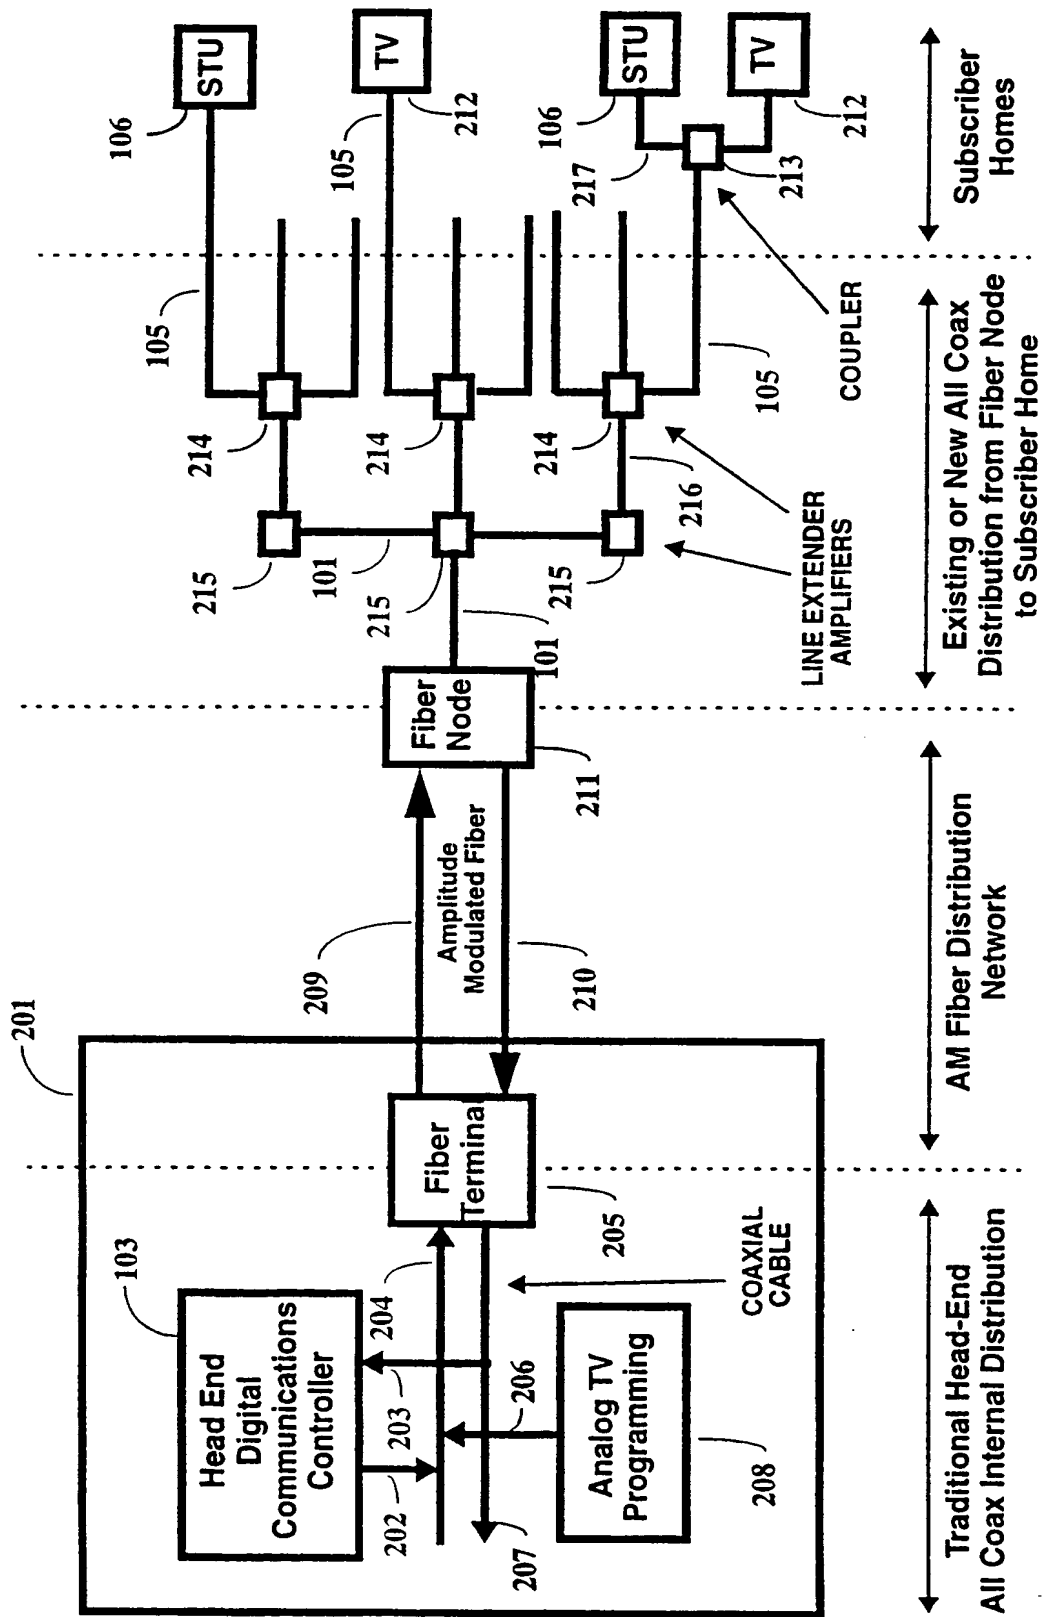 201
103
Head End
Digital
Communications
Controller
202
203
204
206
207
Analog TV
Programming
208
Fiber
Terminal
205
COAXIAL
CABLE
209
Amplitude
Modulated Fiber
210
Fiber
Node
211
101
101
215
215
215
214
214
214
216
LINE EXTENDER
AMPLIFIERS
105
105
105
COUPLER
106
STU
TV
212
106
STU
217
213
TV
212
Traditional Head-End
All Coax Internal Distribution
AM Fiber Distribution
Network
Existing or New All Coax
Distribution from Fiber Node
to Subscriber Home
Subscriber
Homes